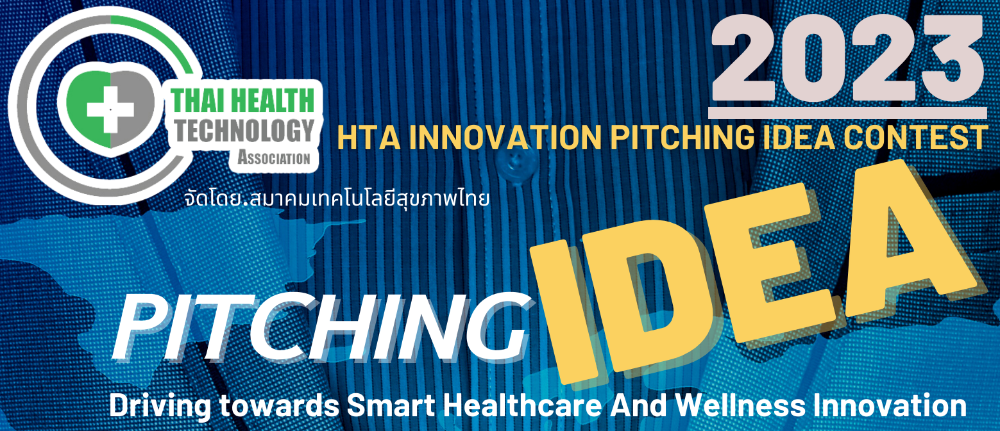 THAI HEALTH
TECHNOLOGY
ASSOCIATION
2023
HTA INNOVATION PITCHING IDEA CONTEST
จัดโดย.สมาคมเทคโนโลยีสุขภาพไทย
PITCHING IDEA
Driving towards Smart Healthcare And Wellness Innovation